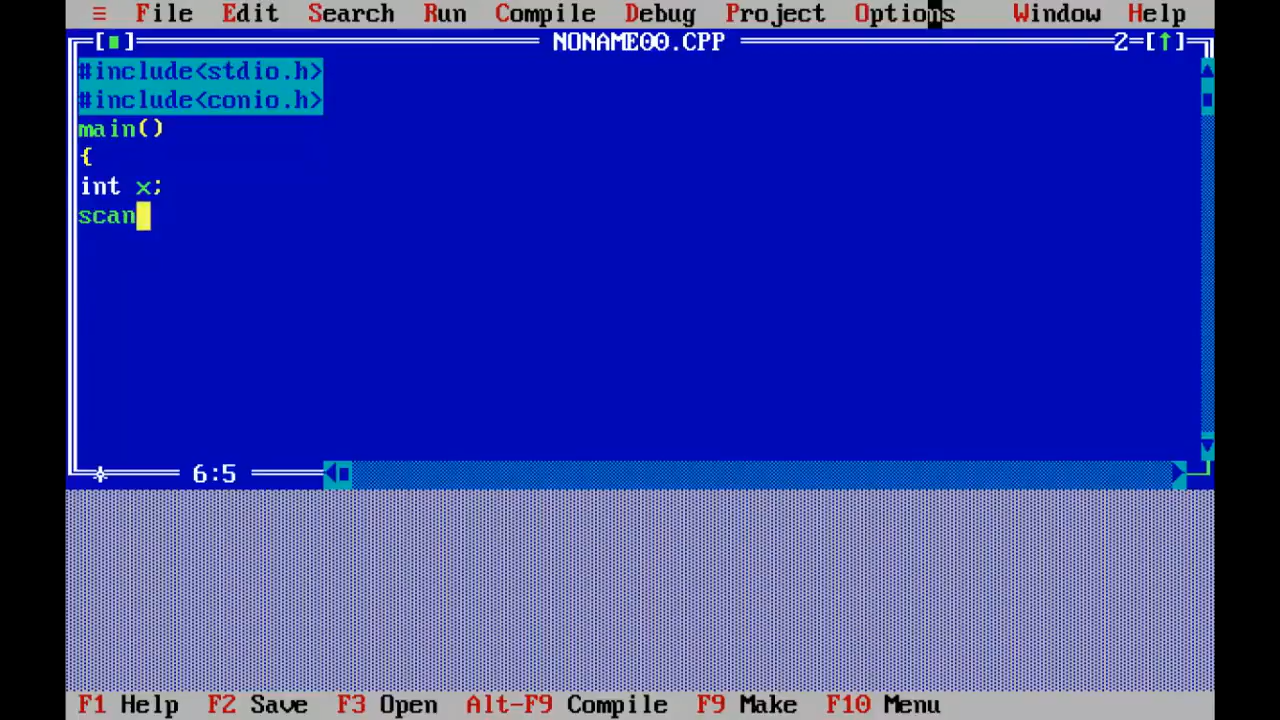 ≡ File Edit Search Run Compile Debug Project Options Window Help
[■] NONAME00.CPP 2=[↑]
#include<stdio.h>
#include<conio.h>
main()
{
int x;
scan
6:5
F1 Help F2 Save F3 Open Alt-F9 Compile F9 Make F10 Menu